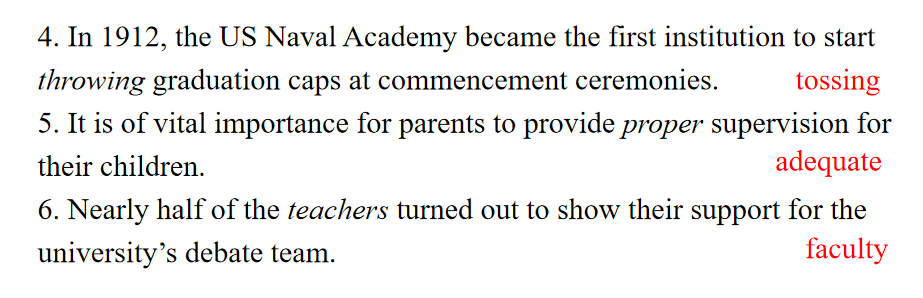 4. In 1912, the US Naval Academy became the first institution to start
throwing graduation caps at commencement ceremonies. tossing
5. It is of vital importance for parents to provide proper supervision for
their children. adequate
6. Nearly half of the teachers turned out to show their support for the
university’s debate team. faculty